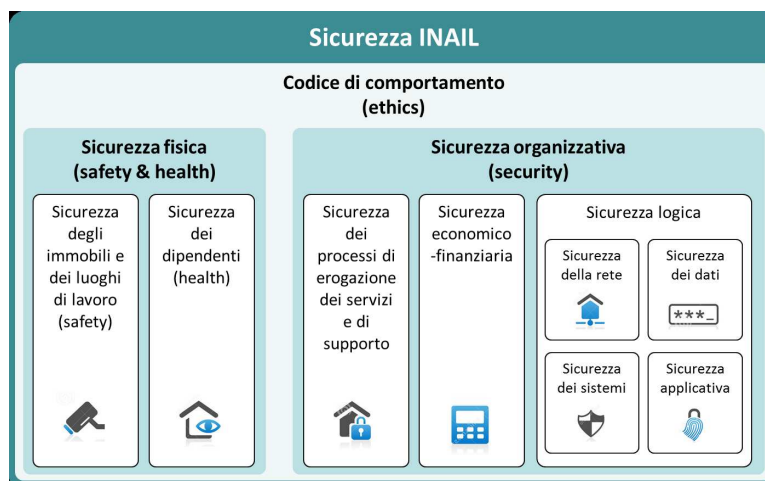 Sicurezza INAIL
Codice di comportamento
(ethics)
Sicurezza fisica
(safety & health)
Sicurezza
degli
immobili e
dei luoghi
di lavoro
(safety)
Sicurezza
dei
dipendenti
(health)
Sicurezza organizzativa
(security)
Sicurezza
dei
processi di
erogazione
dei servizi
e di
supporto
Sicurezza
economico
-finanziaria
Sicurezza logica
Sicurezza
della rete
Sicurezza
dei dati
***_
Sicurezza
dei sistemi
Sicurezza
applicativa